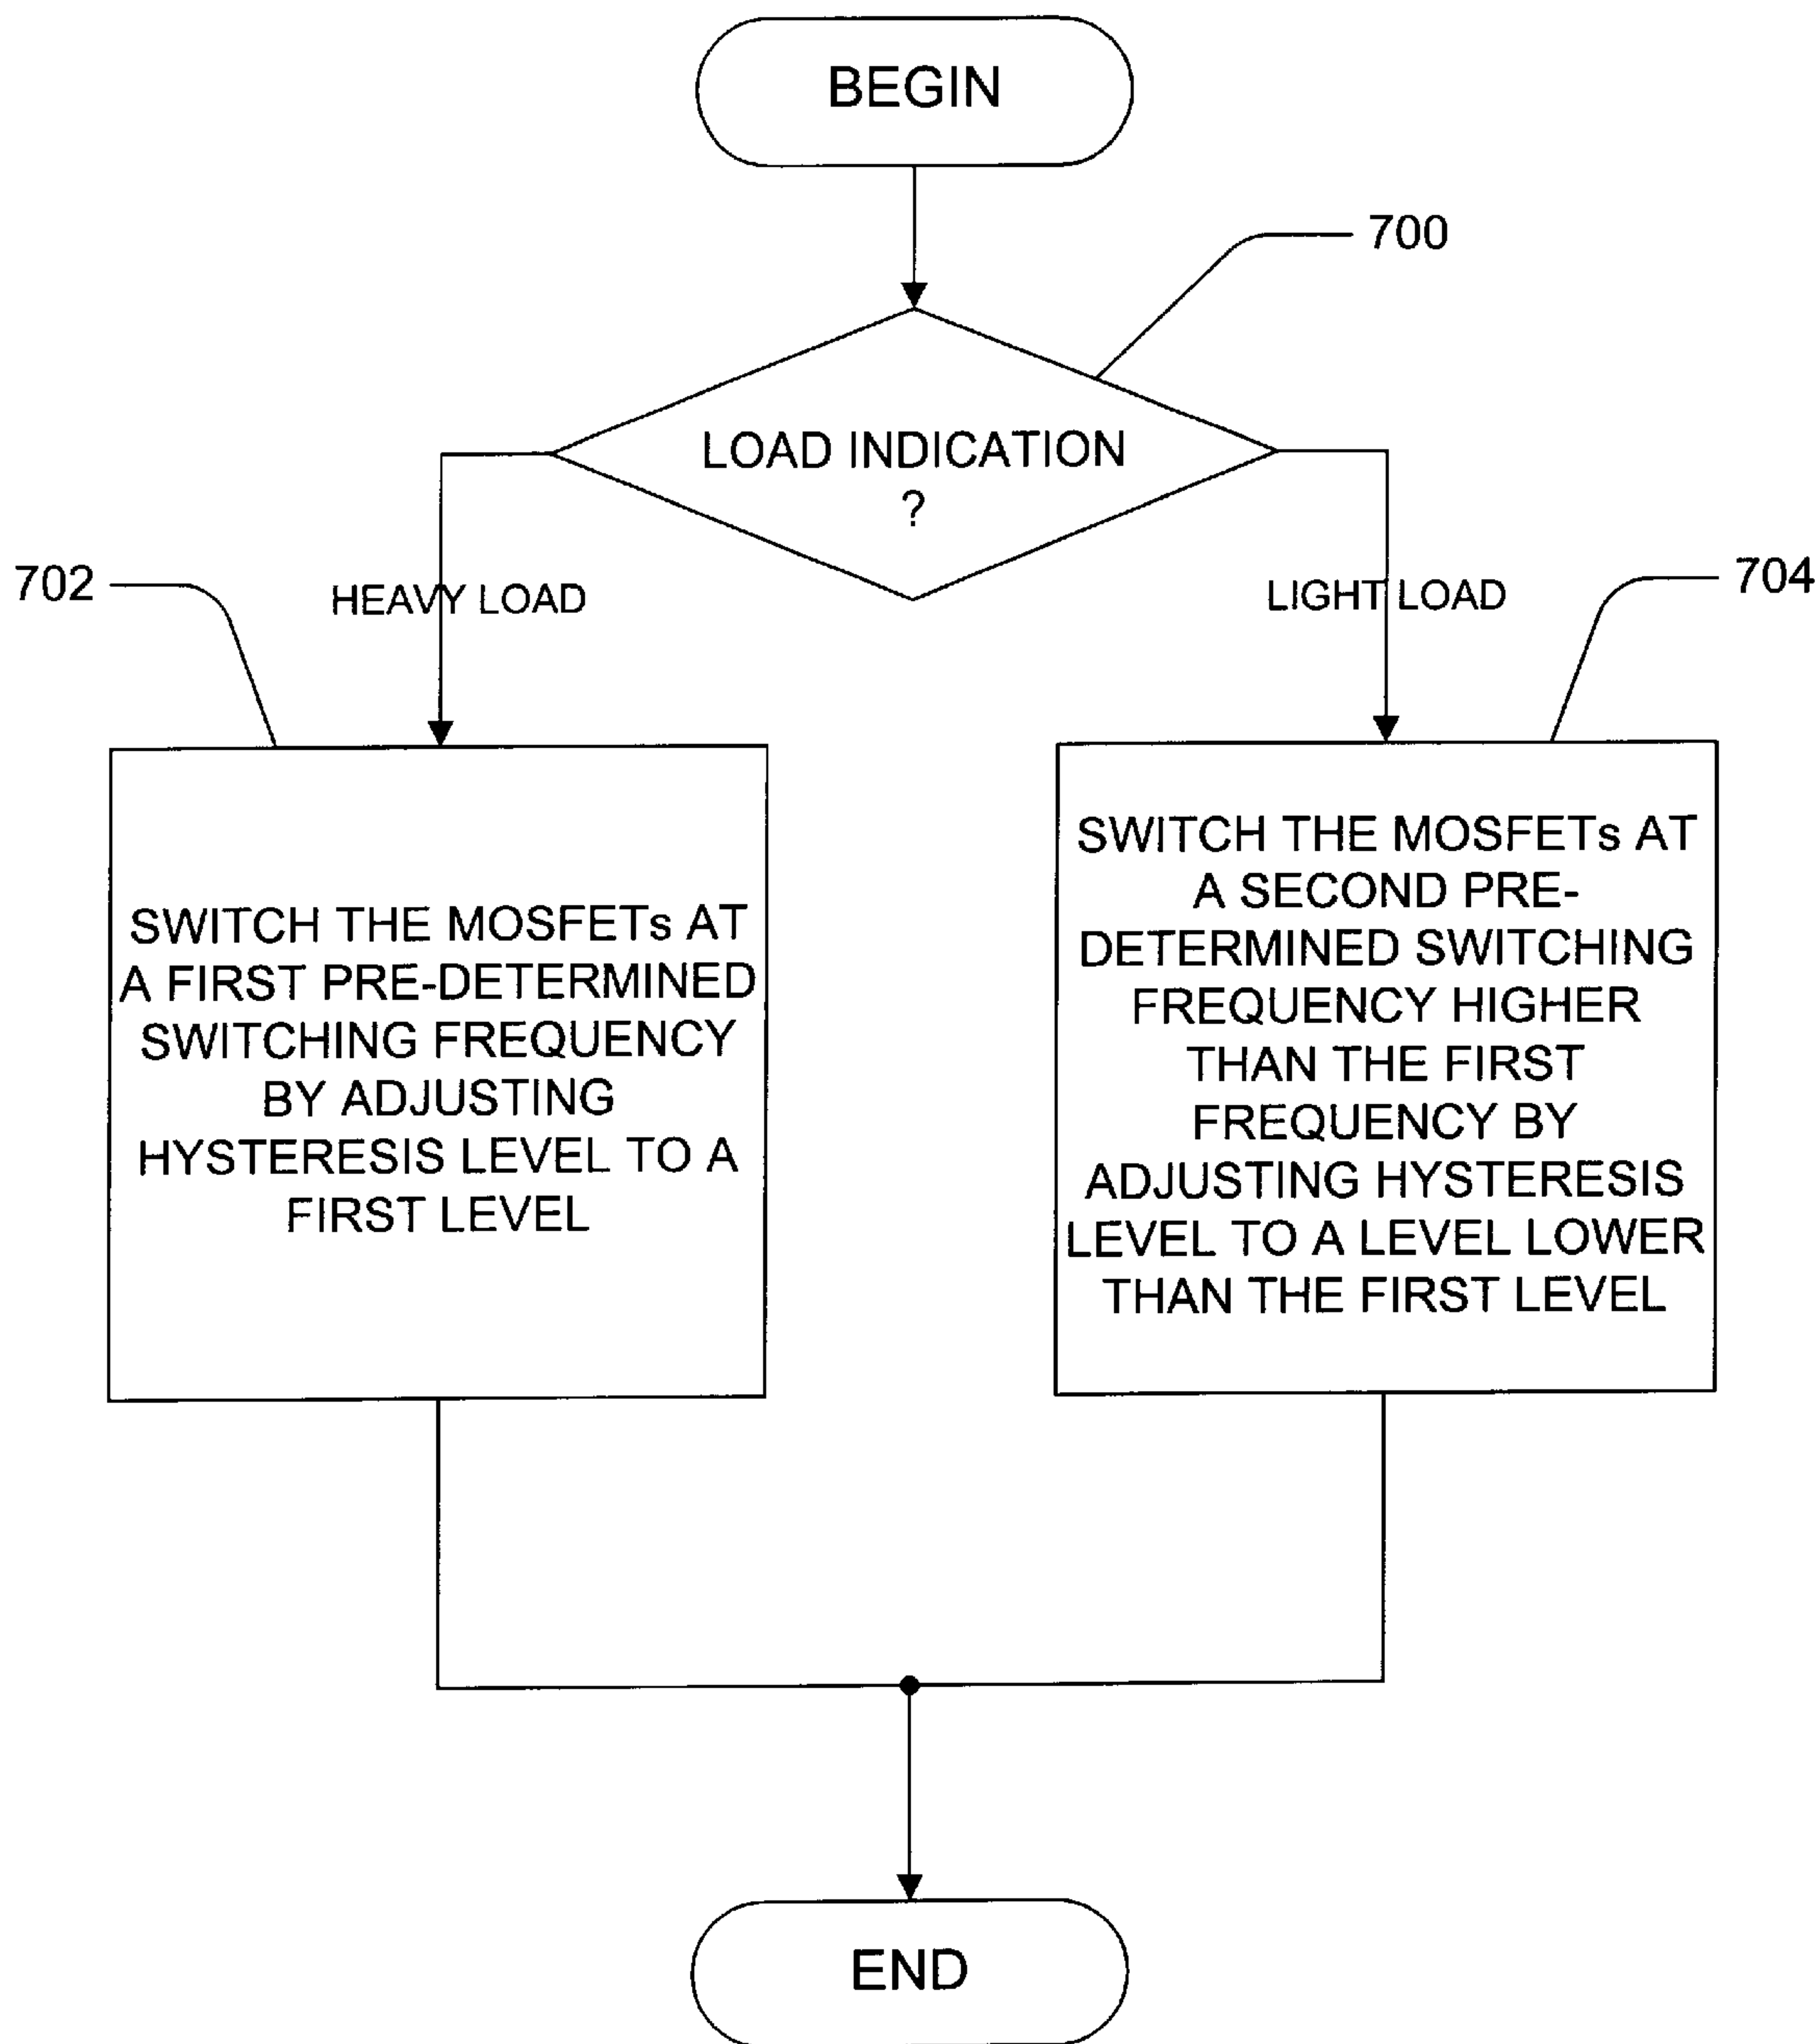 BEGIN
700
LOAD INDICATION
?
702
HEAVY LOAD
LIGHT LOAD
704
SWITCH THE MOSFETs AT
A FIRST PRE-DETERMINED
SWITCHING FREQUENCY
BY ADJUSTING
HYSTERESIS LEVEL TO A
FIRST LEVEL
SWITCH THE MOSFETs AT
A SECOND PRE-
DETERMINED SWITCHING
FREQUENCY HIGHER
THAN THE FIRST
FREQUENCY BY
ADJUSTING HYSTERESIS
LEVEL TO A LEVEL LOWER
THAN THE FIRST LEVEL
END